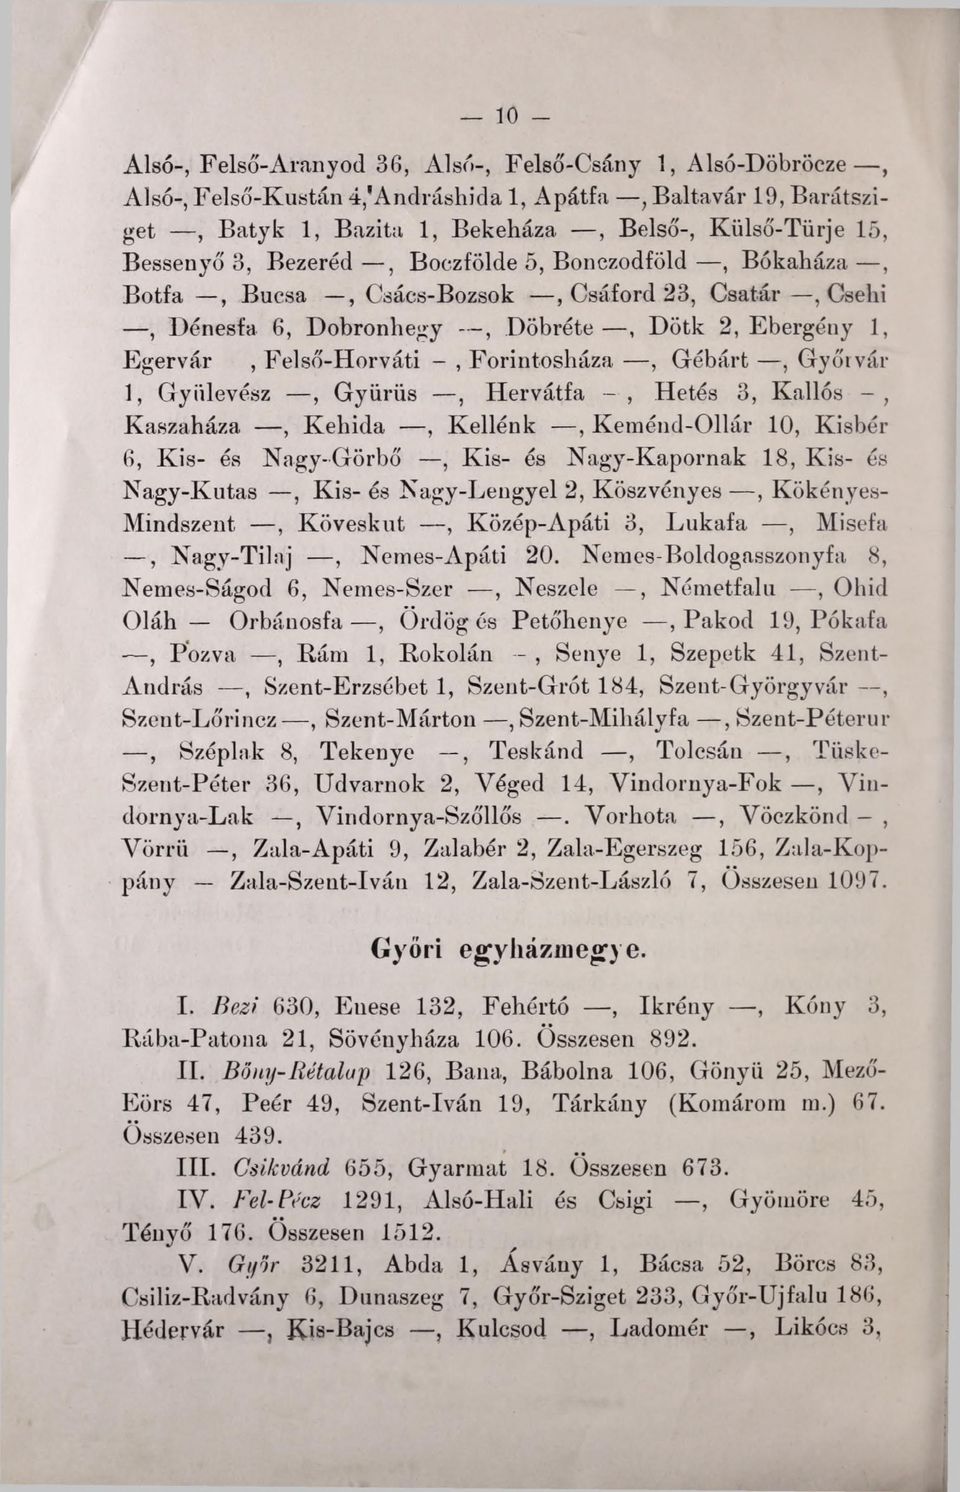 — 10 —
Alsó-, Felső-Aranyod 36, Alsó-, Felső-Csány 1, Alsó-Döbröcze —,
Alsó-, Felső-Kustán 4, Andráshida 1, Apátfa —, Baltavár 19, Barátszi-
get —, Batyk 1, Bazita 1, Bekeháza —, Belső-, Külső-Türje 15,
Bessenyő 3, Bezeréd —, Boczfölde 5, Bonczodföld —, Bókaháza —,
Botfa —, Bucsa —, Csács-Bozsok —, Csáford 23, Csatár —, Csehi
—, Dénesfa 6, Dobronhegy —, Döbréte —, Dötk 2, Ebergény 1,
Egervár , Felső-Horváti - , Forintosháza —, Gébárt —, Győrvár
1, Gyülevész —, Gyürüs —, Hervátfa - , Hetés 3, Kallós - ,
Kaszaháza —, Kehida —, Kellénk —, Keménd-Ollár 10, Kisbér
6, Kis- és Nagy-Görbő —, Kis- és Nagy-Kapornak 18, Kis- és
Nagy-Kutas —, Kis- és Nagy-Lengyel 2, Köszvényes —, Kökényes-
Mindszent —, Köveskut —, Közép-Apáti 3, Lukafa —, Misefa
—, Nagy-Tilaj —, Nemes-Apáti 20. Nemes-Boldogasszonyfa 8,
Nemes-Ságod 6, Nemes-Szer —, Neszele —, Németfalu —, Ohid
Oláh — Orbánosfa —, Ördög és Petőhenye —, Pakod 19, Pókafa
—, Pózva —, Rám 1, Rokolán - , Senye 1, Szepetk 41, Szent-
András —, Szent-Erzsébet 1, Szent-Grót 184, Szent-Györgyvár —,
Szent-Lőrincz —, Szent-Márton —, Szent-Mihályfa —, Szent-Péterur
—, Széplak 8, Tekenye —, Teskánd —, Tolcsán —, Tüske-
Szent-Péter 36, Udvarnok 2, Véged 14, Vindornya-Fok —, Vin-
dornya-Lak —, Vindornya-Szőllős —. Vorhota —, Vöczkönd - ,
Vörrü —, Zala-Apáti 9, Zalabér 2, Zala-Egerszeg 156, Zala-Kop-
pány — Zala-Szent-Iván 12, Zala-Szent-László 7, Összesen 1097.
Győri egyházmegye.
I. Bezi 630, Enese 132, Fehértó —, Ikrény —, Kóny 3,
Rába-Patona 21, Sövényháza 106. Összesen 892.
II. Bőny-Rétalap 126, Bana, Bábolna 106, Gönyü 25, Mező-
Eörs 47, Peér 49, Szent-Iván 19, Tárkány (Komárom m.) 67.
Összesen 439.
III. Csikvánd 655, Gyarmat 18. Összesen 673.
IV. Fel-Pécz 1291, Alsó-Hali és Csigi —, Gyömöre 45,
Tényő 176. Összesen 1512.
V. Győr 3211, Abda 1, Ásvány 1, Bácsa 52, Börcs 83,
Csiliz-Radvány 6, Dunaszeg 7, Győr-Sziget 233, Győr-Ujfalu 186,
Hédervár —, Kis-Bajcs —, Kulcsod —, Ladomér —, Likócs 3,